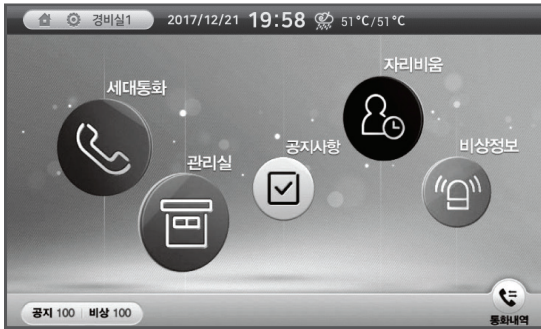 경비실1 2017/12/21 19:58 51°C/51°C
자리비움
세대통화
공지사항
비상정보
관리실
공지 100 비상 100
통화내역